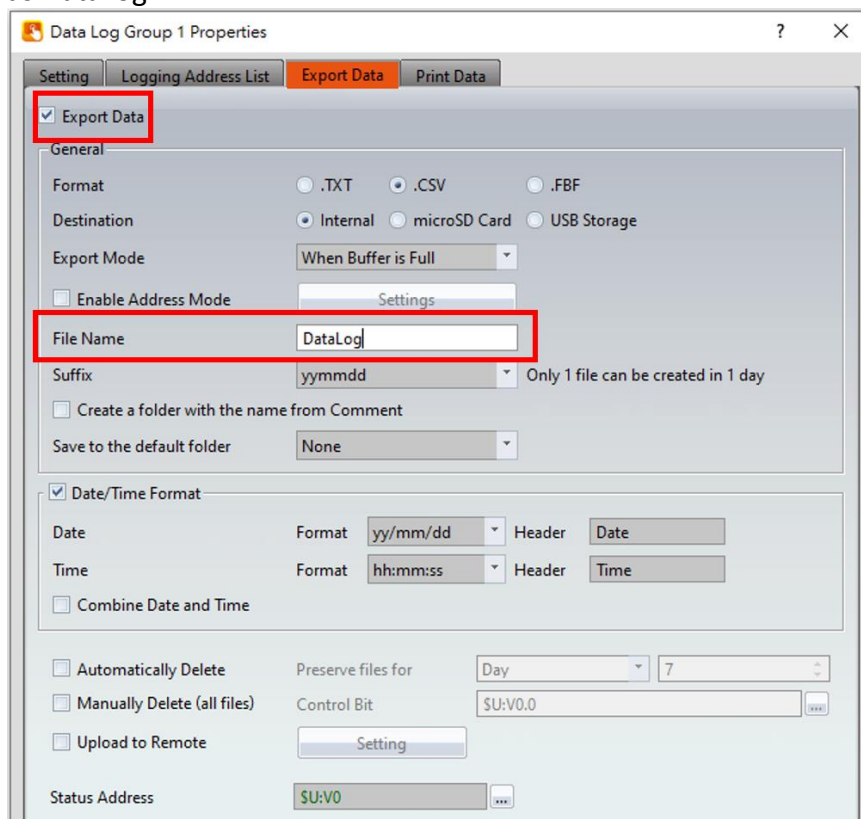 Data Log Group 1 Properties ?
Setting Logging Address List Export Data Print Data
Export Data
General
Format .TXT .CSV .FBF
Destination Internal microSD Card USB Storage
Export Mode When Buffer is Full
Enable Address Mode Settings
File Name DataLog
Suffix yymmdd Only 1 file can be created in 1 day
Create a folder with the name from Comment
Save to the default folder None
Date/Time Format
Date Format yy/mm/dd Header Date
Time Format hh:mm:ss Header Time
Combine Date and Time
Automatically Delete Preserve files for Day 7
Manually Delete (all files) Control Bit $U:V0.0 ...
Upload to Remote Setting
Status Address $U:V0 ...